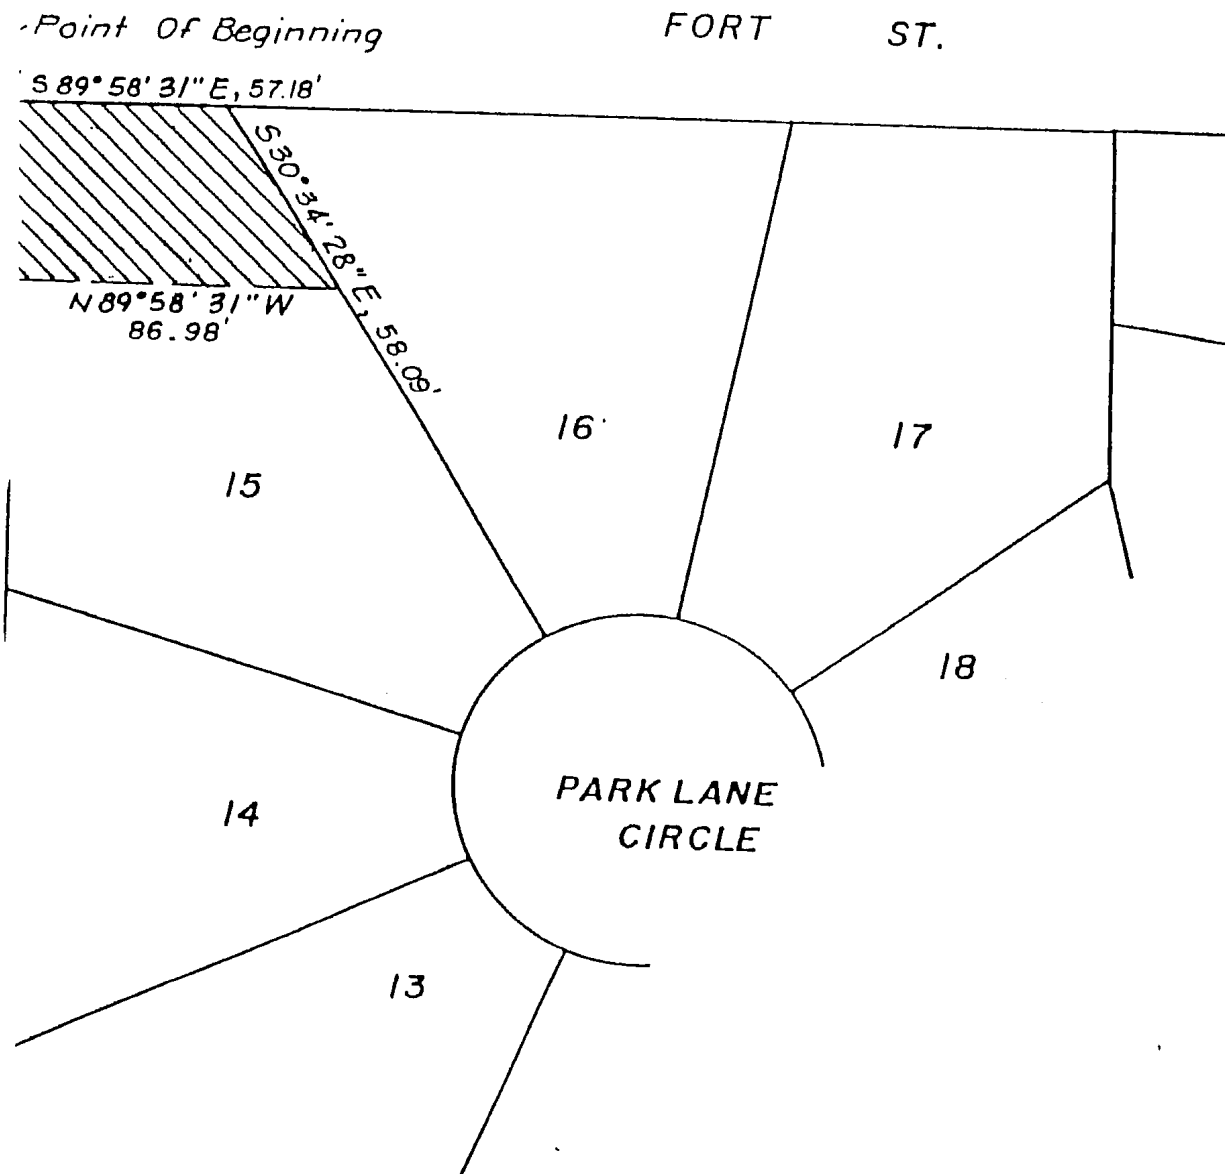 Point Of Beginning
FORT ST.
S 89° 58' 31" E, 57.18'
S 30° 34' 28" E, 58.09'
N 89° 58' 31" W
86.98'
16
17
15
18
PARK LANE
CIRCLE
14
13